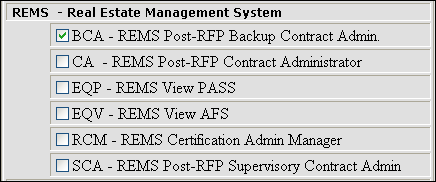 REMS - Real Estate Management System
BCA - REMS Post-RFP Backup Contract Admin.
CA - REMS Post-RFP Contract Administrator
EQP - REMS View PASS
EQV - REMS View AFS
RCM - REMS Certification Admin Manager
SCA - REMS Post-RFP Supervisory Contract Admin